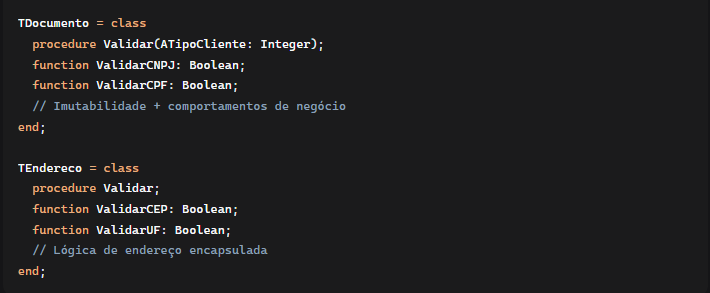 TDocumento = class
  procedure Validar(ATipoCliente: Integer);
  function ValidarCNPJ: Boolean;
  function ValidarCPF: Boolean;
  // Imutabilidade + comportamentos de negócio
end;

TEndereco = class
  procedure Validar;
  function ValidarCEP: Boolean;
  function ValidarUF: Boolean;
  // Lógica de endereço encapsulada
end;